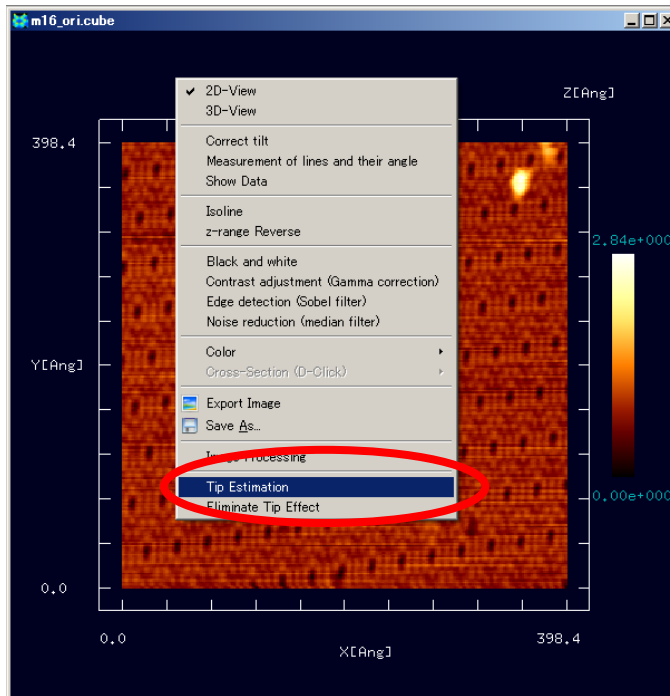 m16_ori.cube
2D-View
3D-View
Z[Ang]
398.4
Correct tilt
Measurement of lines and their angle
Show Data
Isoline
z-range Reverse
2.84e+000
Black and white
Contrast adjustment (Gamma correction)
Edge detection (Sobel filter)
Noise reduction (median filter)
Color
Y[Ang]
Cross-Section (D-Click)
Export Image
Save As...
Image Processing
Tip Estimation
0.00e+000
Eliminate Tip Effect
0.0
0.0
398.4
X[Ang]